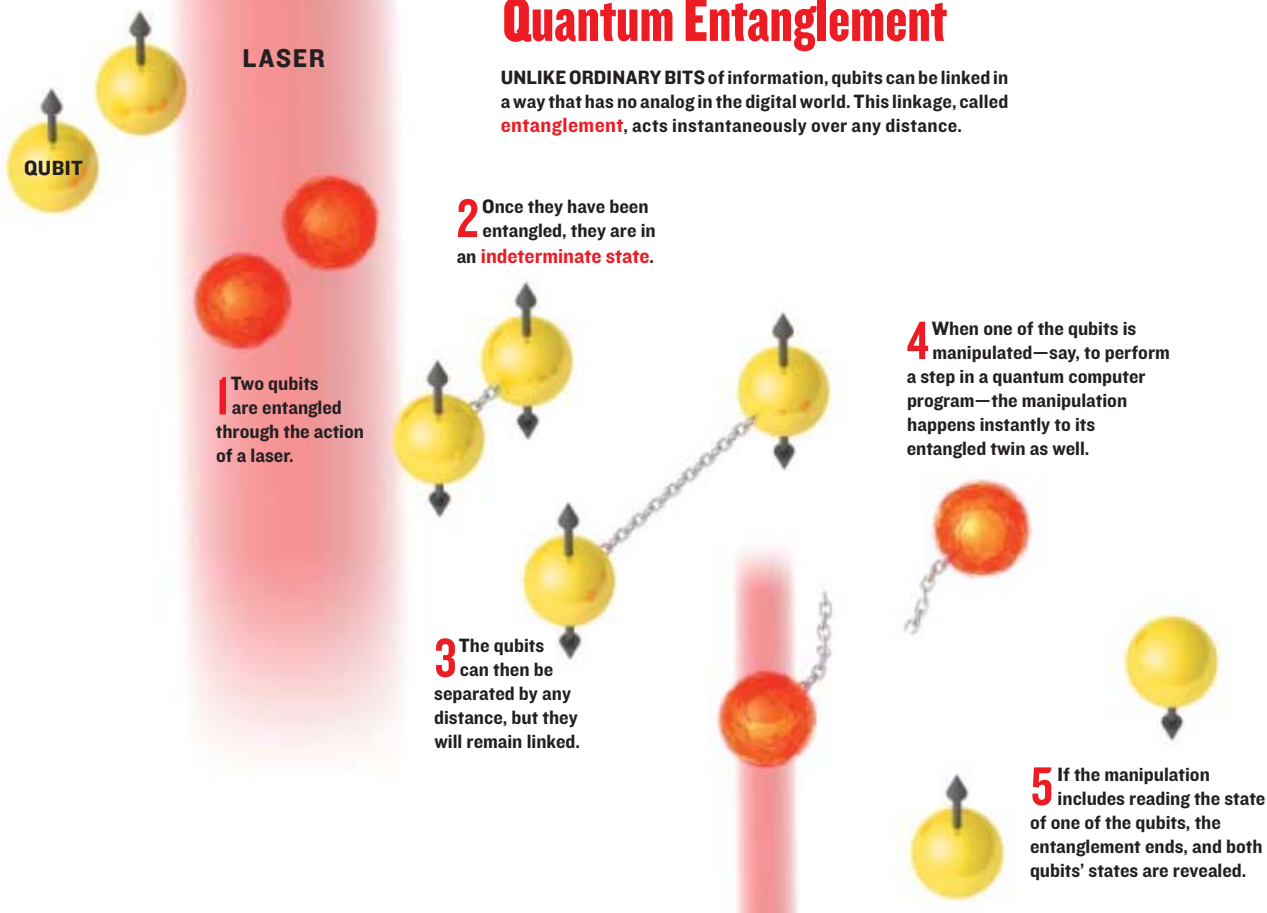 Quantum Entanglement
UNLIKE ORDINARY BITS of information, qubits can be linked in
a way that has no analog in the digital world. This linkage, called
entanglement, acts instantaneously over any distance.
LASER
QUBIT
1 Two qubits
are entangled
through the action
of a laser.
2 Once they have been
entangled, they are in
an indeterminate state.
3 The qubits
can then be
separated by any
distance, but they
will remain linked.
4 When one of the qubits is
manipulated—say, to perform
a step in a quantum computer
program—the manipulation
happens instantly to its
entangled twin as well.
5 If the manipulation
includes reading the state
of one of the qubits, the
entanglement ends, and both
qubits’ states are revealed.